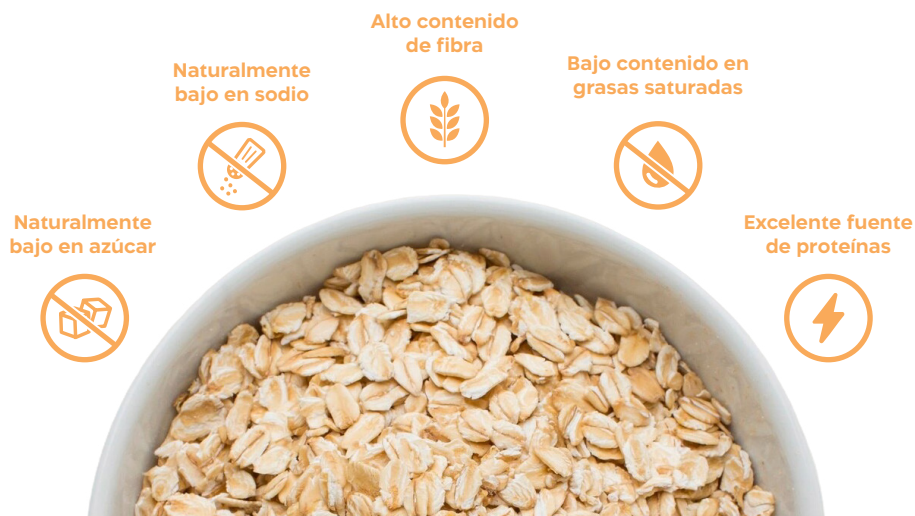 Alto contenido
de fibra
Naturalmente
bajo en sodio
Bajo contenido en
grasas saturadas
Naturalmente
bajo en azúcar
Excelente fuente
de proteínas